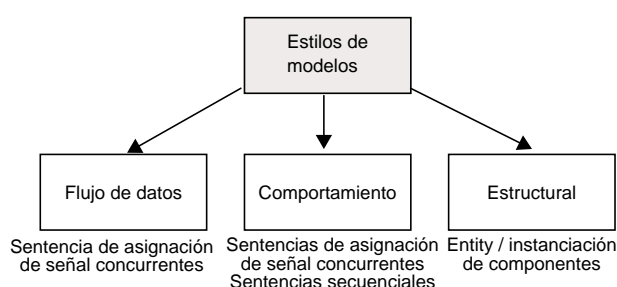 Estilos de
modelos
Flujo de datos
Comportamiento
Estructural
Sentencia de asignación
de señal concurrentes
Sentencias de asignación
de señal concurrentes
Sentencias secuenciales
Entity / instanciación
de componentes